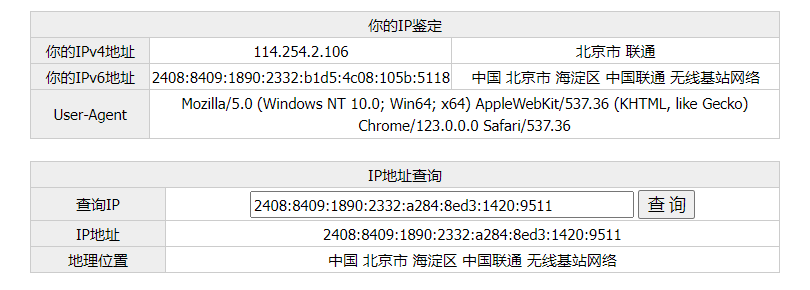 你的IP鉴定
你的IPv4地址 114.254.2.106 北京市 联通
你的IPv6地址 2408:8409:1890:2332:b1d5:4c08:105b:5118 中国 北京市 海淀区 中国联通 无线基站网络
User-Agent Mozilla/5.0 (Windows NT 10.0; Win64; x64) AppleWebKit/537.36 (KHTML, like Gecko)
Chrome/123.0.0.0 Safari/537.36
IP地址查询
查询IP 2408:8409:1890:2332:a284:8ed3:1420:9511 查 询
IP地址 2408:8409:1890:2332:a284:8ed3:1420:9511
地理位置 中国 北京市 海淀区 中国联通 无线基站网络